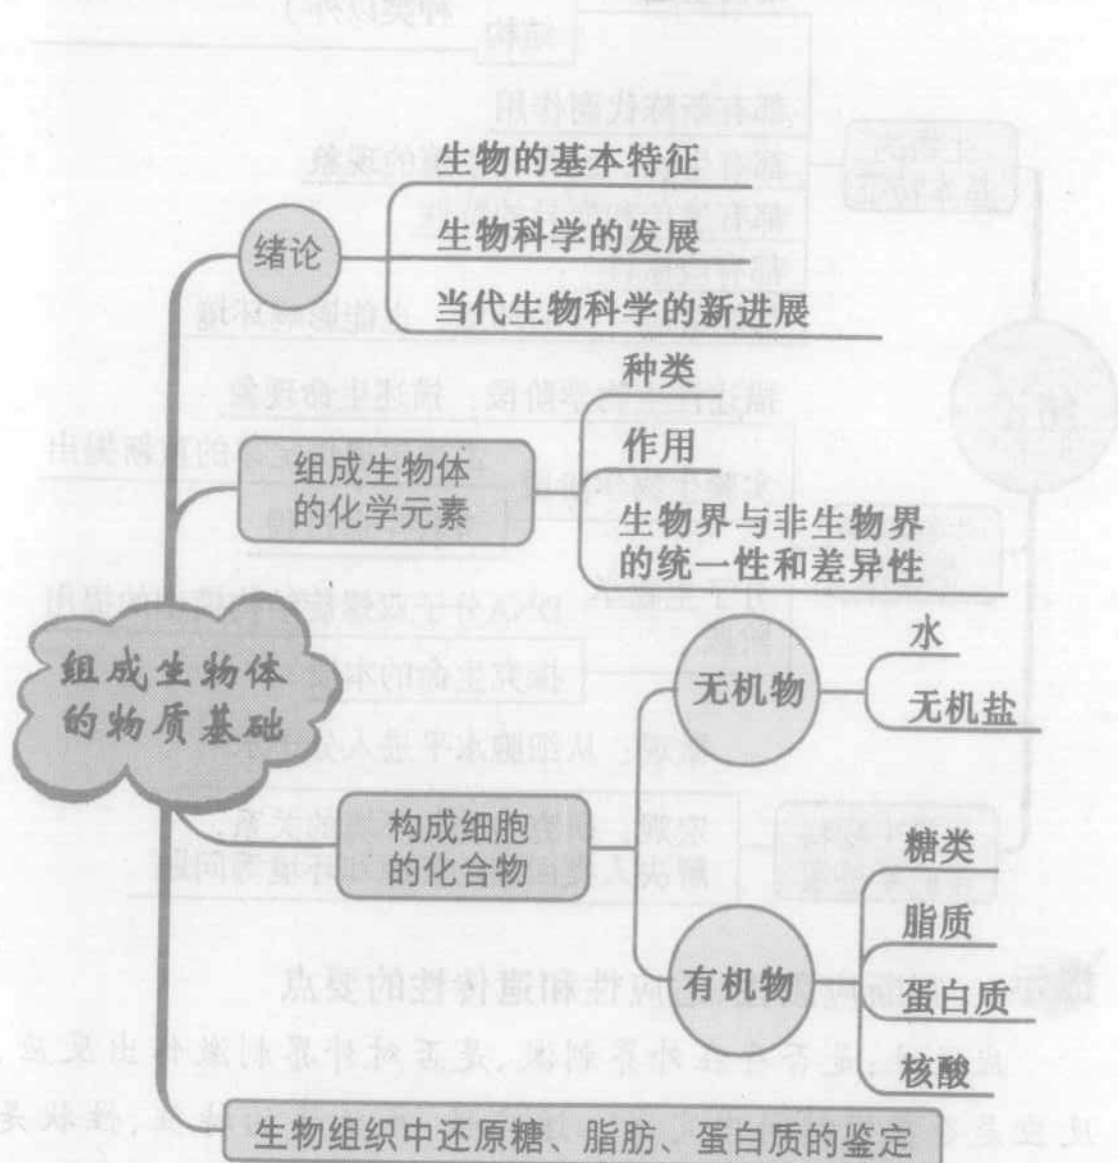 生物的基本特征
绪论
生物科学的发展
当代生物科学的新进展
种类
组成生物体
的化学元素
作用
生物界与非生物界
的统一性和差异性
组成生物体
的物质基础
水
无机物
无机盐
构成细胞
的化合物
糖类
脂质
有机物
蛋白质
核酸
生物组织中还原糖、脂肪、蛋白质的鉴定